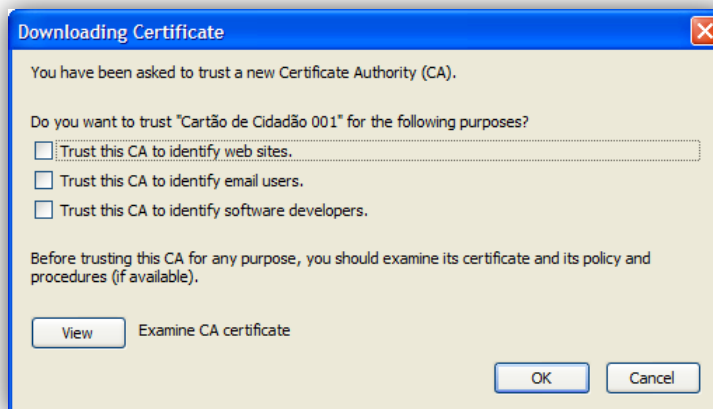 Downloading Certificate
You have been asked to trust a new Certificate Authority (CA).
Do you want to trust "Cartão de Cidadão 001" for the following purposes?
Trust this CA to identify web sites.
Trust this CA to identify email users.
Trust this CA to identify software developers.
Before trusting this CA for any purpose, you should examine its certificate and its policy and
procedures (if available).
View Examine CA certificate
OK Cancel